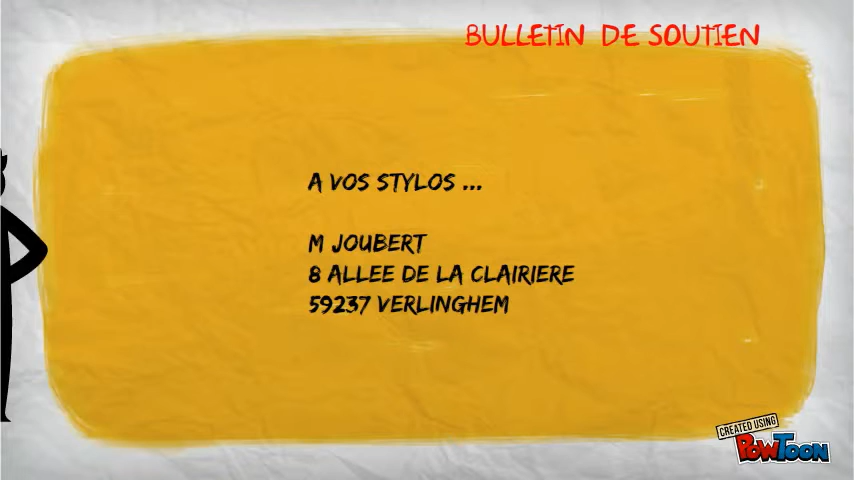 BULLETIN DE SOUTIEN
A VOS STYLOS ...
M JOUBERT
8 ALLEE DE LA CLAIRIERE
59237 VERLINGHEM
CREATED USING
POWTOON